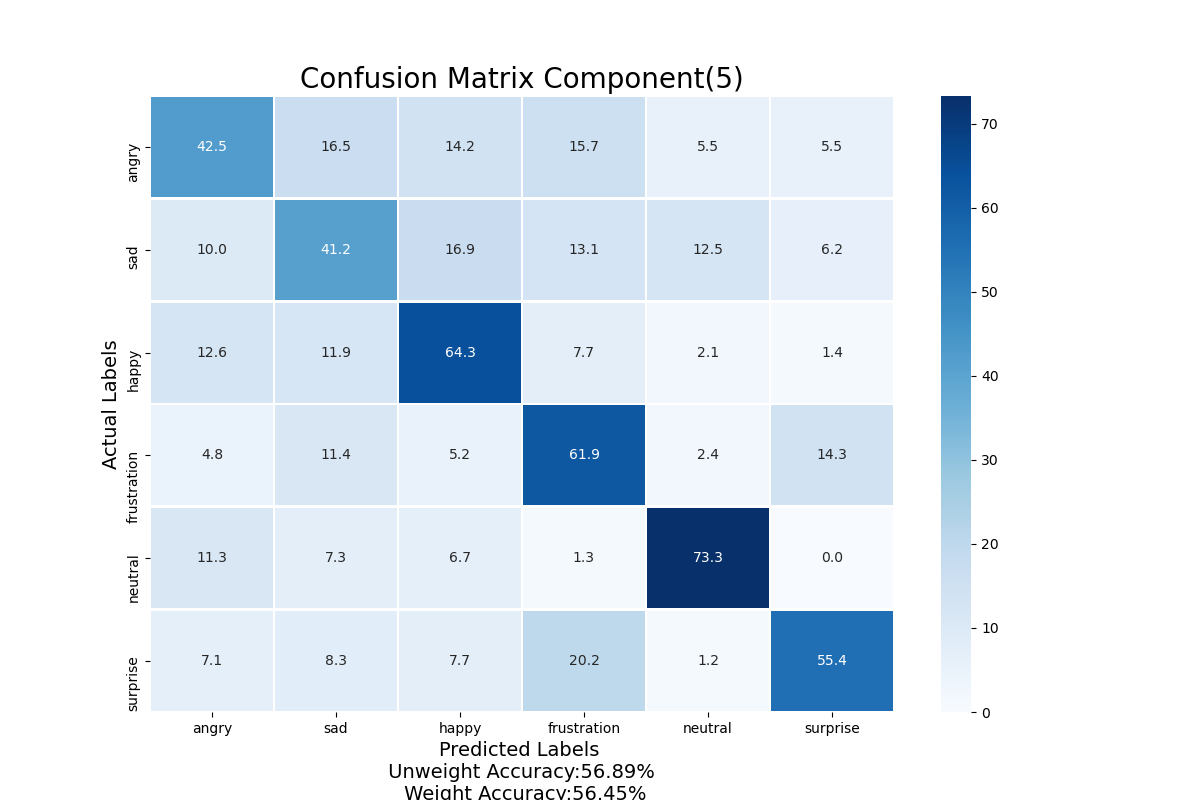 Confusion Matrix Component(5)
Actual Labels
angry 42.5 16.5 14.2 15.7 5.5 5.5
sad 10.0 41.2 16.9 13.1 12.5 6.2
happy 12.6 11.9 64.3 7.7 2.1 1.4
frustration 4.8 11.4 5.2 61.9 2.4 14.3
neutral 11.3 7.3 6.7 1.3 73.3 0.0
surprise 7.1 8.3 7.7 20.2 1.2 55.4
angry sad happy frustration neutral surprise
Predicted Labels
Unweight Accuracy:56.89%
Weight Accuracy:56.45%
70
60
50
40
30
20
10
0